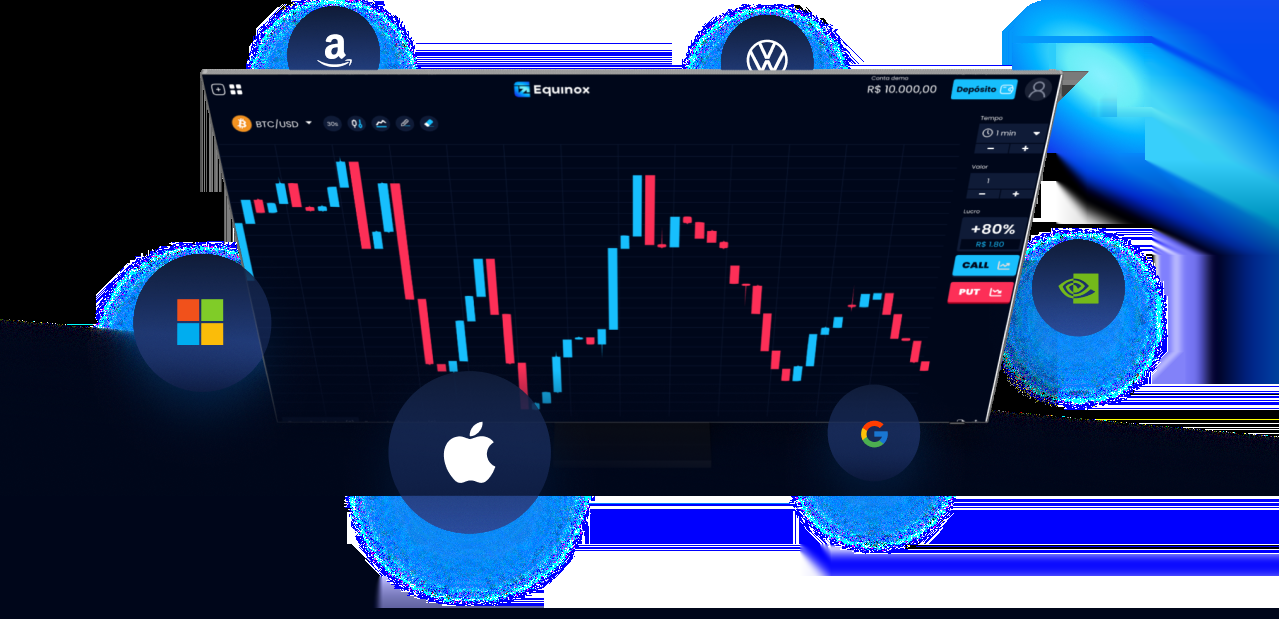 a
Conta demo
Equinox
R$ 10.000,00
Depósito
BTC/USD
30s
Tempo
1 min
Valor
1
Lucro
+80%
R$ 1,80
CALL
PUT